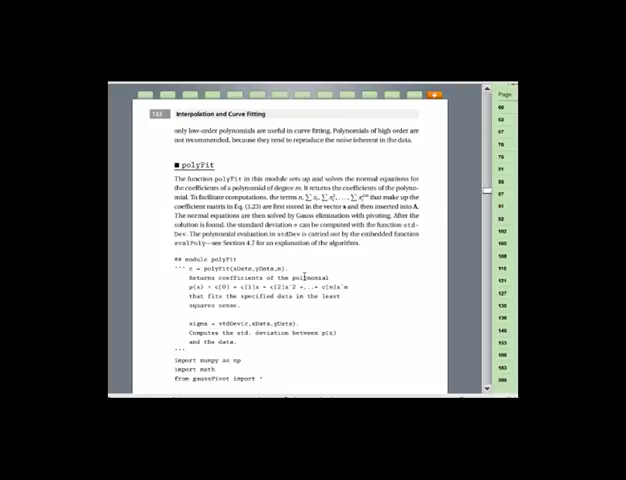 Page
132 Interpolation and Curve Fitting
only low-order polynomials are useful in curve fitting. Polynomials of high order are
not recommended, because they tend to reproduce the noise inherent in the data.
■ polyFit
The function polyFit in this module sets up and solves the normal equations for
the coefficients of a polynomial of degree m. It returns the coefficients of the polyno-
mial. To facilitate computations, the terms n, ∑ xᵢ, ∑ xᵢ², . . . , ∑ xᵢ²ᵐ that make up the
coefficient matrix in Eq. (3.23) are first stored in the vector s and then inserted into A.
The normal equations are then solved by Gauss elimination with pivoting. After the
solution is found, the standard deviation σ can be computed with the function std-
Dev. The polynomial evaluation in stdDev is carried out by the embedded function
evalPoly—see Section 4.7 for an explanation of the algorithm.
## module polyFit
''' c = polyFit(xData,yData,m).
Returns coefficients of the polynomial
p(x) = c[0] + c[1]x + c[2]x^2 +...+ c[m]x^m
that fits the specified data in the least
squares sense.
sigma = stdDev(c,xData,yData).
Computes the std. deviation between p(x)
and the data.
'''
import numpy as np
import math
from gaussPivot import *